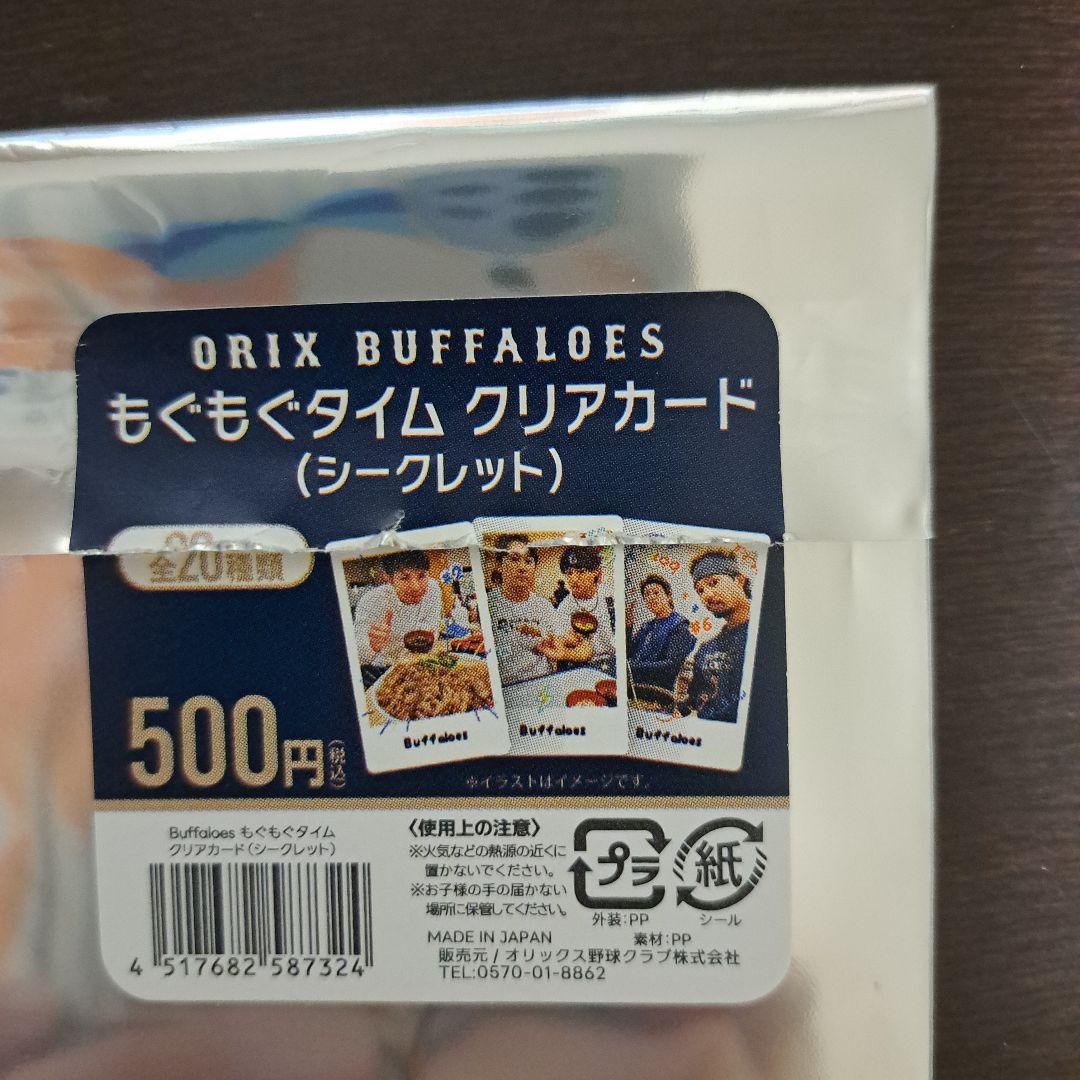 ORIX BUFFALOES
もぐもぐタイム クリアカード
(シークレット)
全20種類
#6
500円(税込)
Buffaloes
Buffaloes
Buffaloes
※イラストはイメージです。
Buffaloes もぐもぐタイム
クリアカード(シークレット)
4 517682 587324
〈使用上の注意〉
※火気などの熱源の近くに
置かないでください。
※お子様の手の届かない
場所に保管してください。
プラ
外装:PP
紙
シール
MADE IN JAPAN
素材:PP
販売元/オリックス野球クラブ株式会社
TEL:0570-01-8862